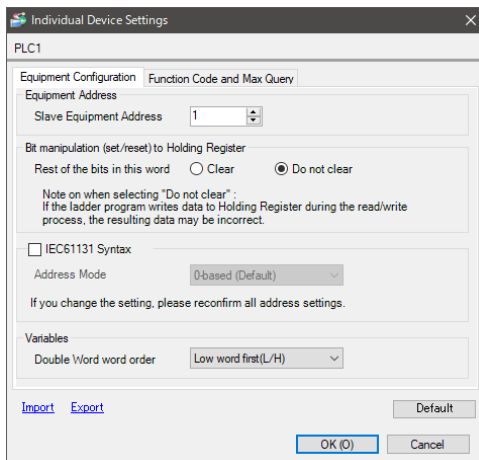 Individual Device Settings
PLC1
Equipment Configuration Function Code and Max Query
Equipment Address
Slave Equipment Address 1
Bit manipulation (set/reset) to Holding Register
Rest of the bits in this word Clear Do not clear
Note on when selecting "Do not clear" :
If the ladder program writes data to Holding Register during the read/write
process, the resulting data may be incorrect.
IEC61131 Syntax
Address Mode 0-based (Default)
If you change the setting, please reconfirm all address settings.
Variables
Double Word word order Low word first(L/H)
Import Export Default
OK (O) Cancel